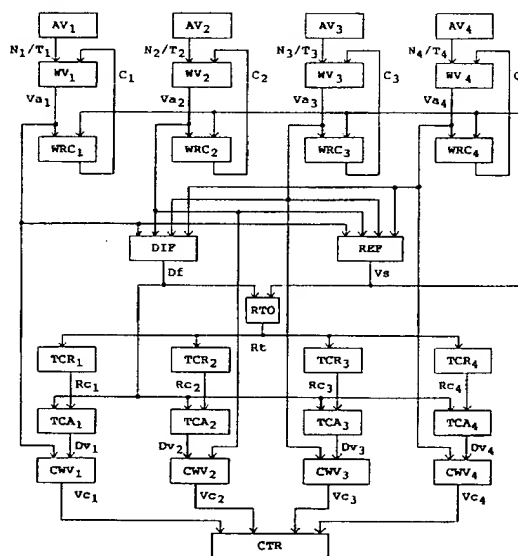 AV₁ AV₂ AV₃ AV₄
N₁/T₁ N₂/T₂ N₃/T₃ N₄/T₄
WV₁ C₁ WV₂ C₂ WV₃ C₃ WV₄ C
Va₁ Va₂ Va₃ Va₄
WRC₁ WRC₂ WRC₃ WRC₄
DIF REF
Df Vs
RTO
Rt
TCR₁ TCR₂ TCR₃ TCR₄
Rc₁ Rc₂ Rc₃ Rc₄
TCA₁ TCA₂ TCA₃ TCA₄
Dv₁ Dv₂ Dv₃ Dv₄
CWV₁ CWV₂ CWV₃ CWV₄
Vc₁ Vc₂ Vc₃ Vc₄
CTR